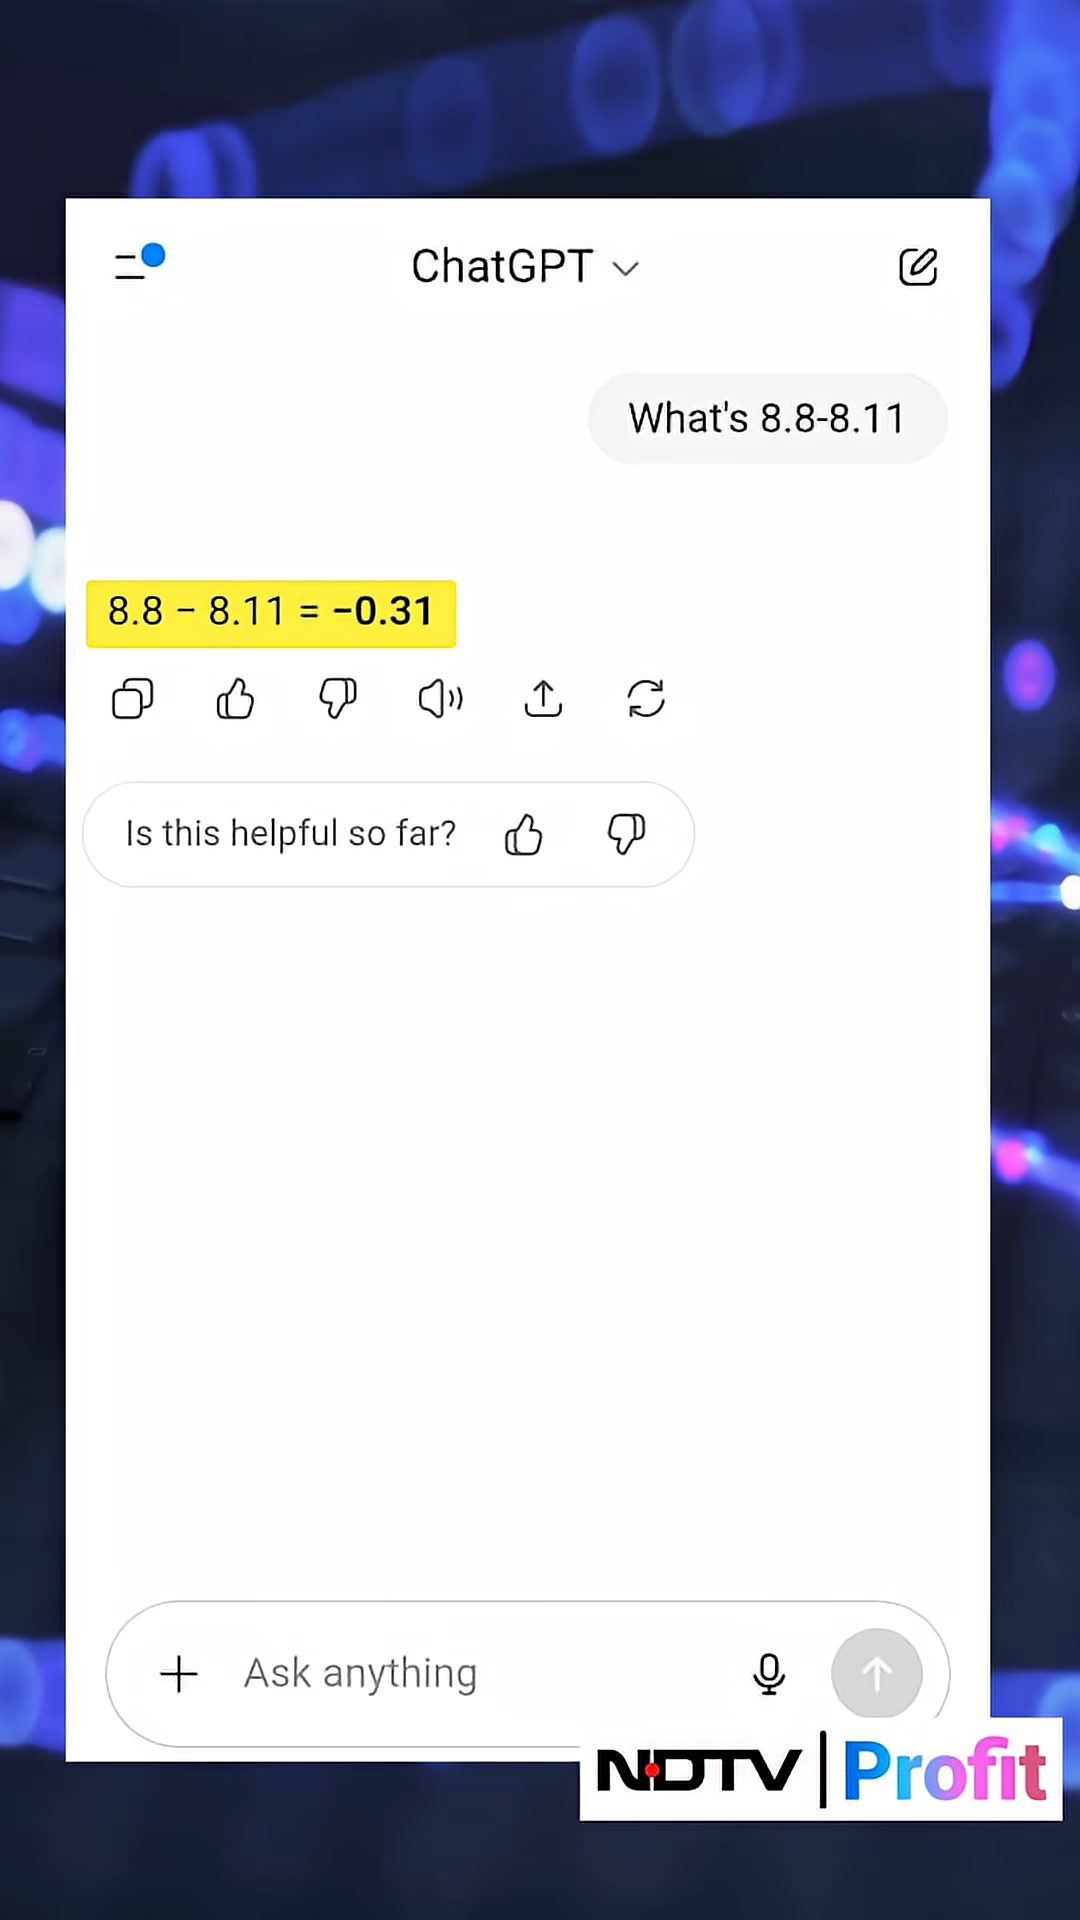 ChatGPT
What's 8.8-8.11
8.8 − 8.11 = −0.31
Is this helpful so far?
Ask anything
NDTV | Profit